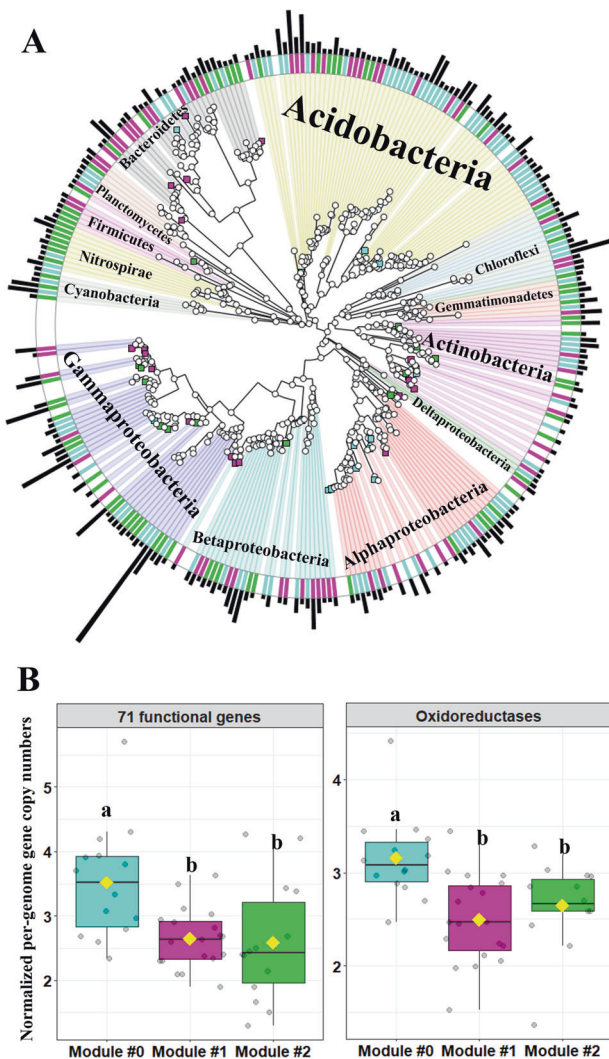 A
Acidobacteria
Bacteroidetes
Planctomycetes
Firmicutes
Nitrospirae
Cyanobacteria
Chloroflexi
Gemmatimonadetes
Actinobacteria
Deltaproteobacteria
Gammaproteobacteria
Betaproteobacteria
Alphaproteobacteria
B
Normalized per-genome gene copy numbers
71 functional genes
5
4
3
2
a
b
b
Module #0 Module #1 Module #2
Oxidoreductases
4
3
2
a
b
b
Module #0 Module #1 Module #2